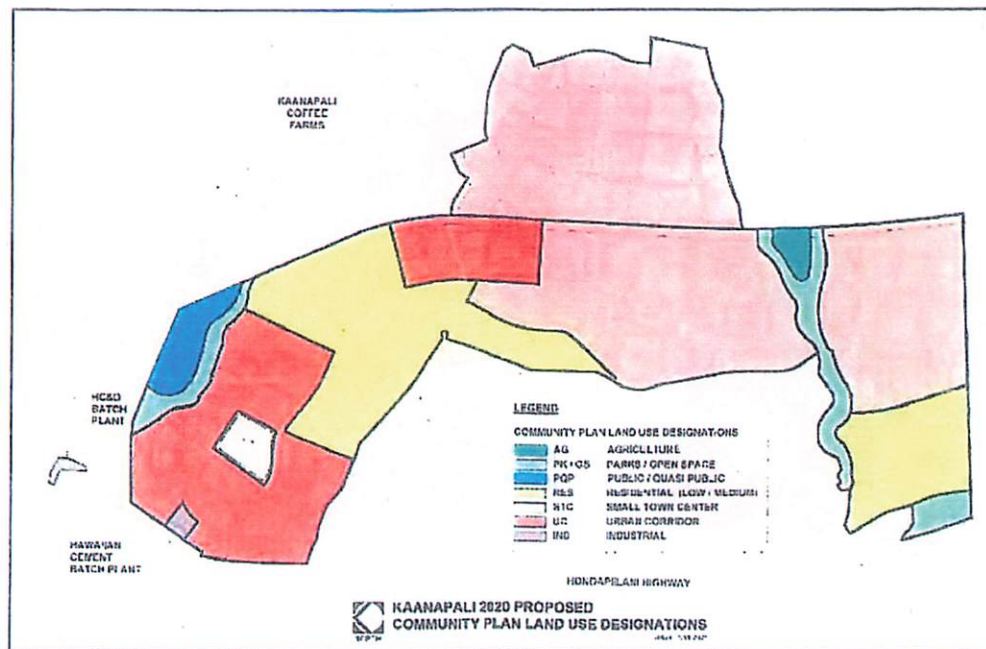 KAANAPALI
COFFEE
FARMS
HC&D
BATCH
PLANT
HAWAIIAN
CEMENT
BATCH PLANT
LEGEND
COMMUNITY PLAN LAND USE DESIGNATIONS
AG AGRICULTURE
PK+OS PARKS / OPEN SPACE
PQP PUBLIC / QUASI PUBLIC
RES RESIDENTIAL (LOW / MEDIUM)
STC SMALL TOWN CENTER
UC URBAN CORRIDOR
IND INDUSTRIAL
HONOAPIILANI HIGHWAY
KAANAPALI 2020 PROPOSED
COMMUNITY PLAN LAND USE DESIGNATIONS
NORTH